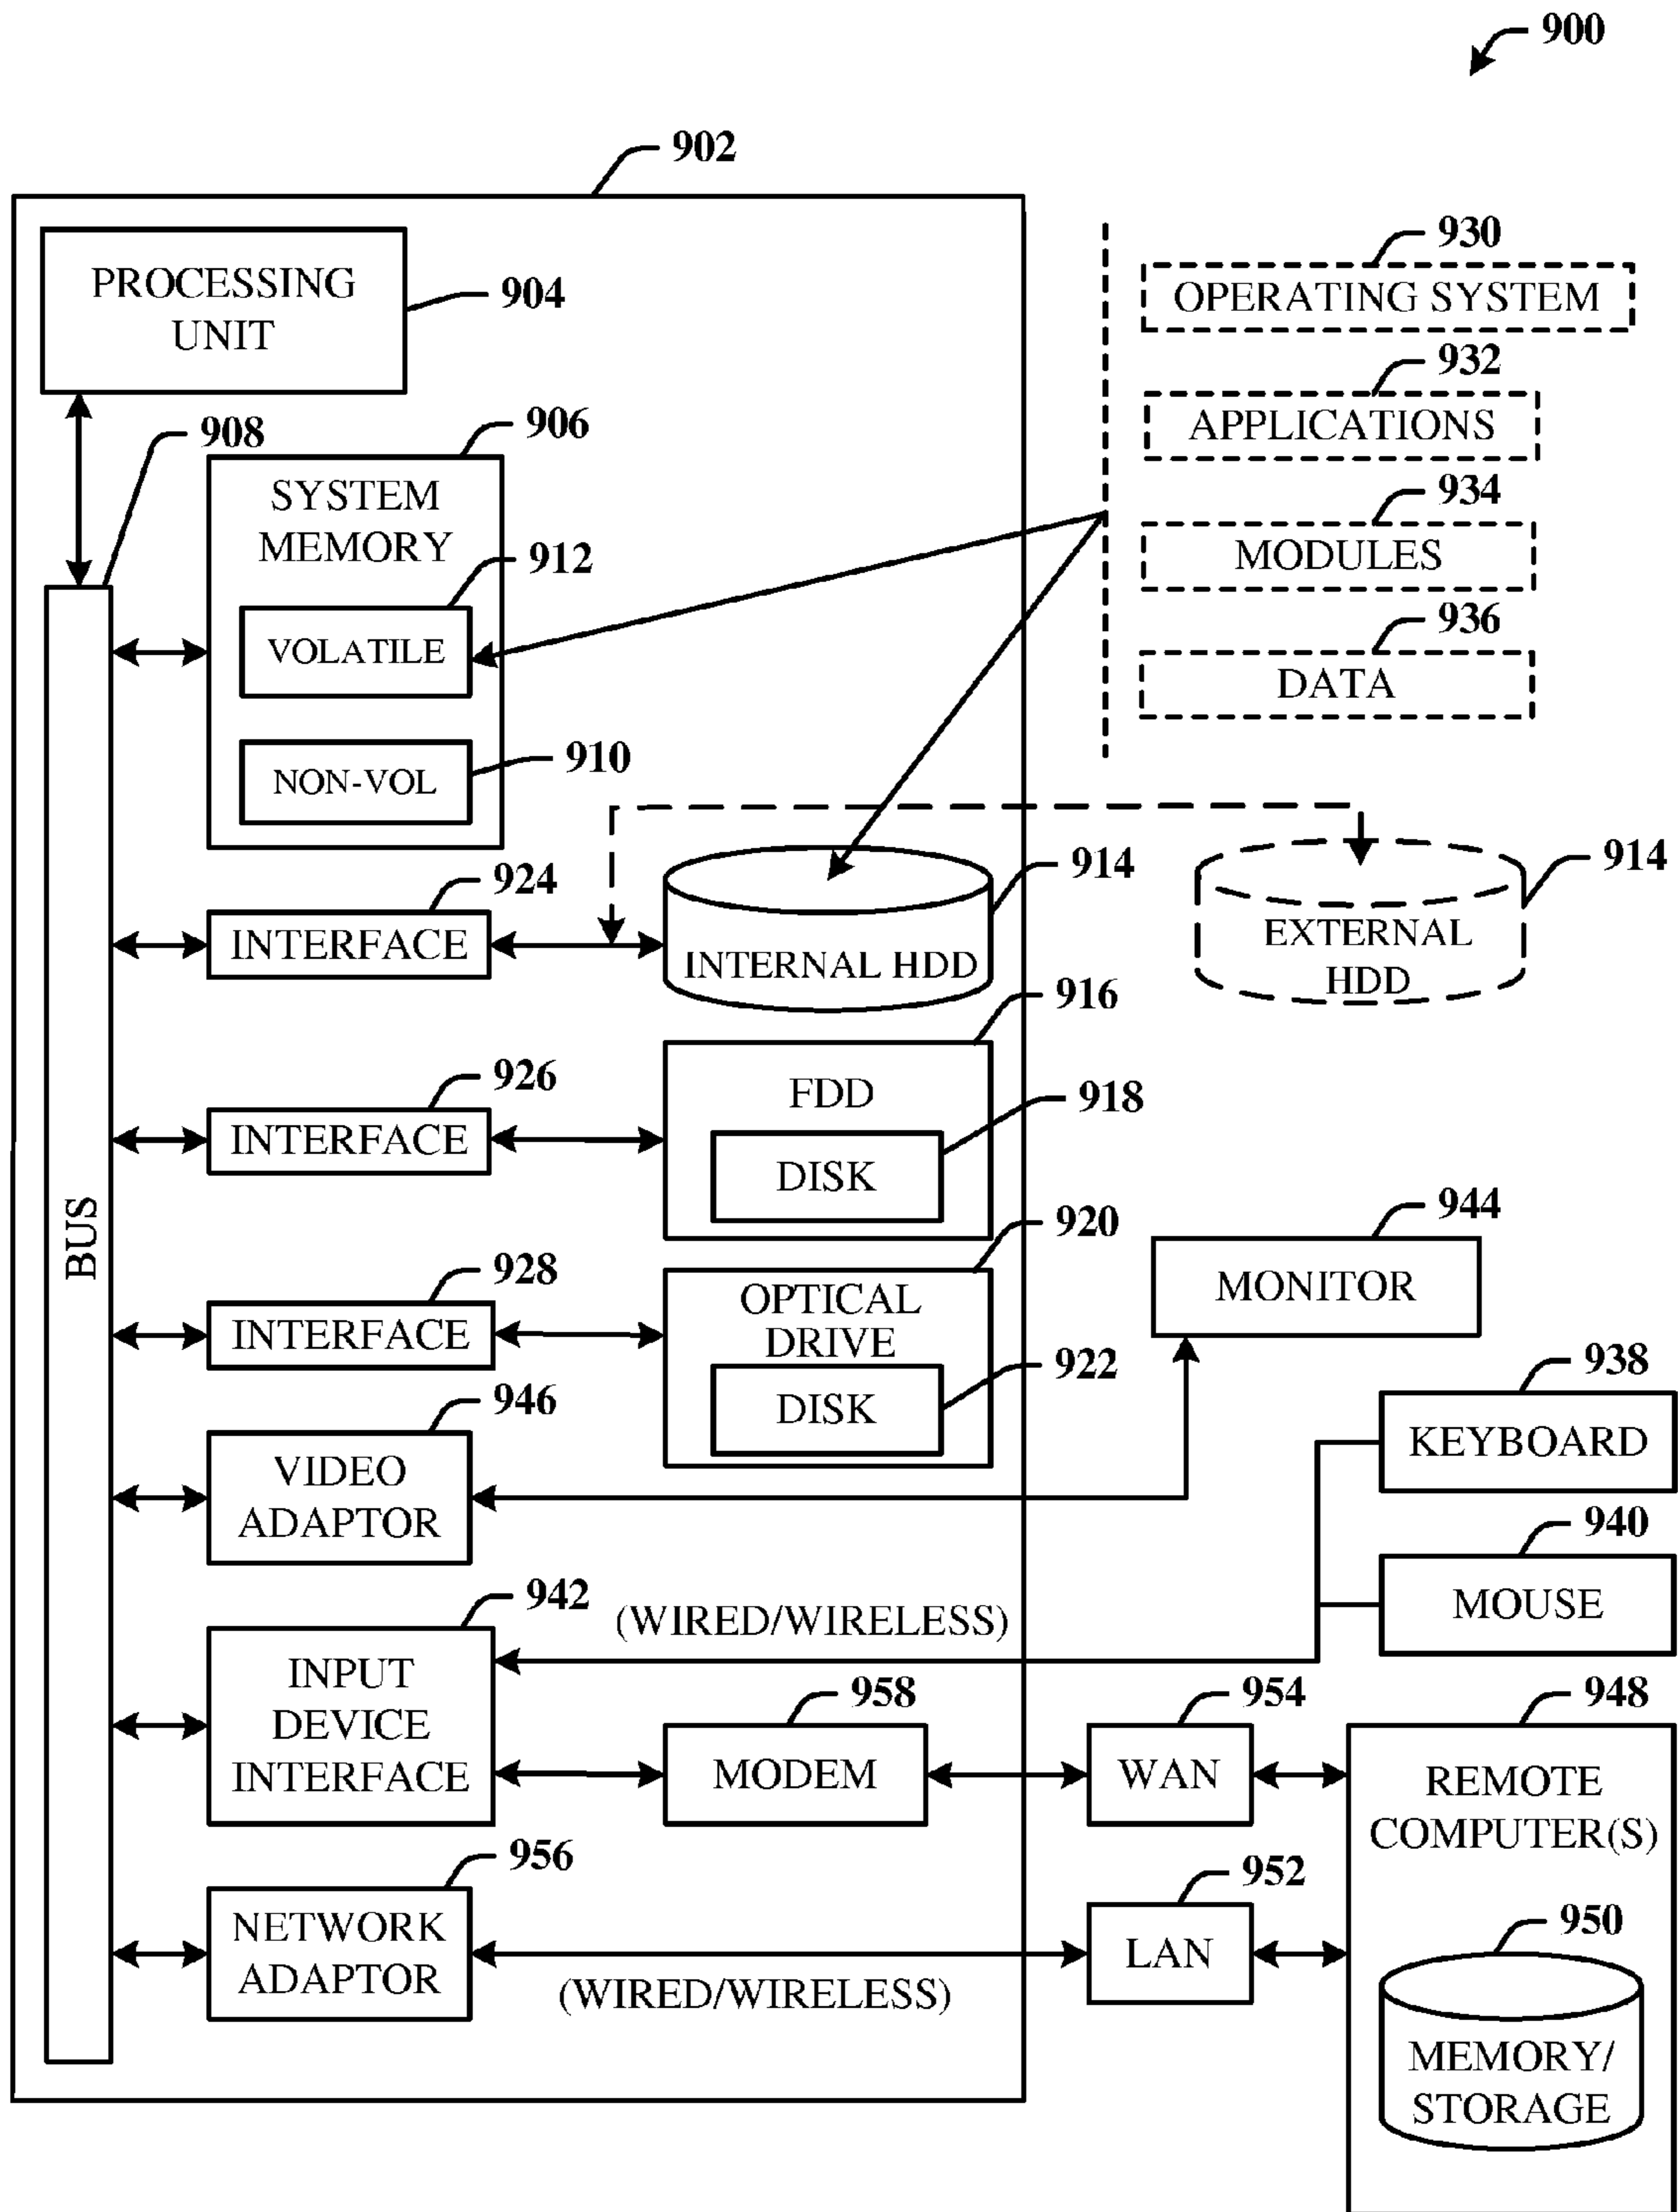 900
902
PROCESSING
UNIT
904
930
OPERATING SYSTEM
932
APPLICATIONS
934
MODULES
936
DATA
908
906
SYSTEM
MEMORY
912
VOLATILE
910
NON-VOL
924
INTERFACE
914
INTERNAL HDD
914
EXTERNAL
HDD
916
FDD
926
INTERFACE
918
DISK
BUS
920
OPTICAL
DRIVE
928
INTERFACE
922
DISK
944
MONITOR
946
VIDEO
ADAPTOR
938
KEYBOARD
940
MOUSE
942
INPUT
DEVICE
INTERFACE
(WIRED/WIRELESS)
958
MODEM
954
WAN
948
REMOTE
COMPUTER(S)
956
NETWORK
ADAPTOR
(WIRED/WIRELESS)
952
LAN
950
MEMORY/
STORAGE